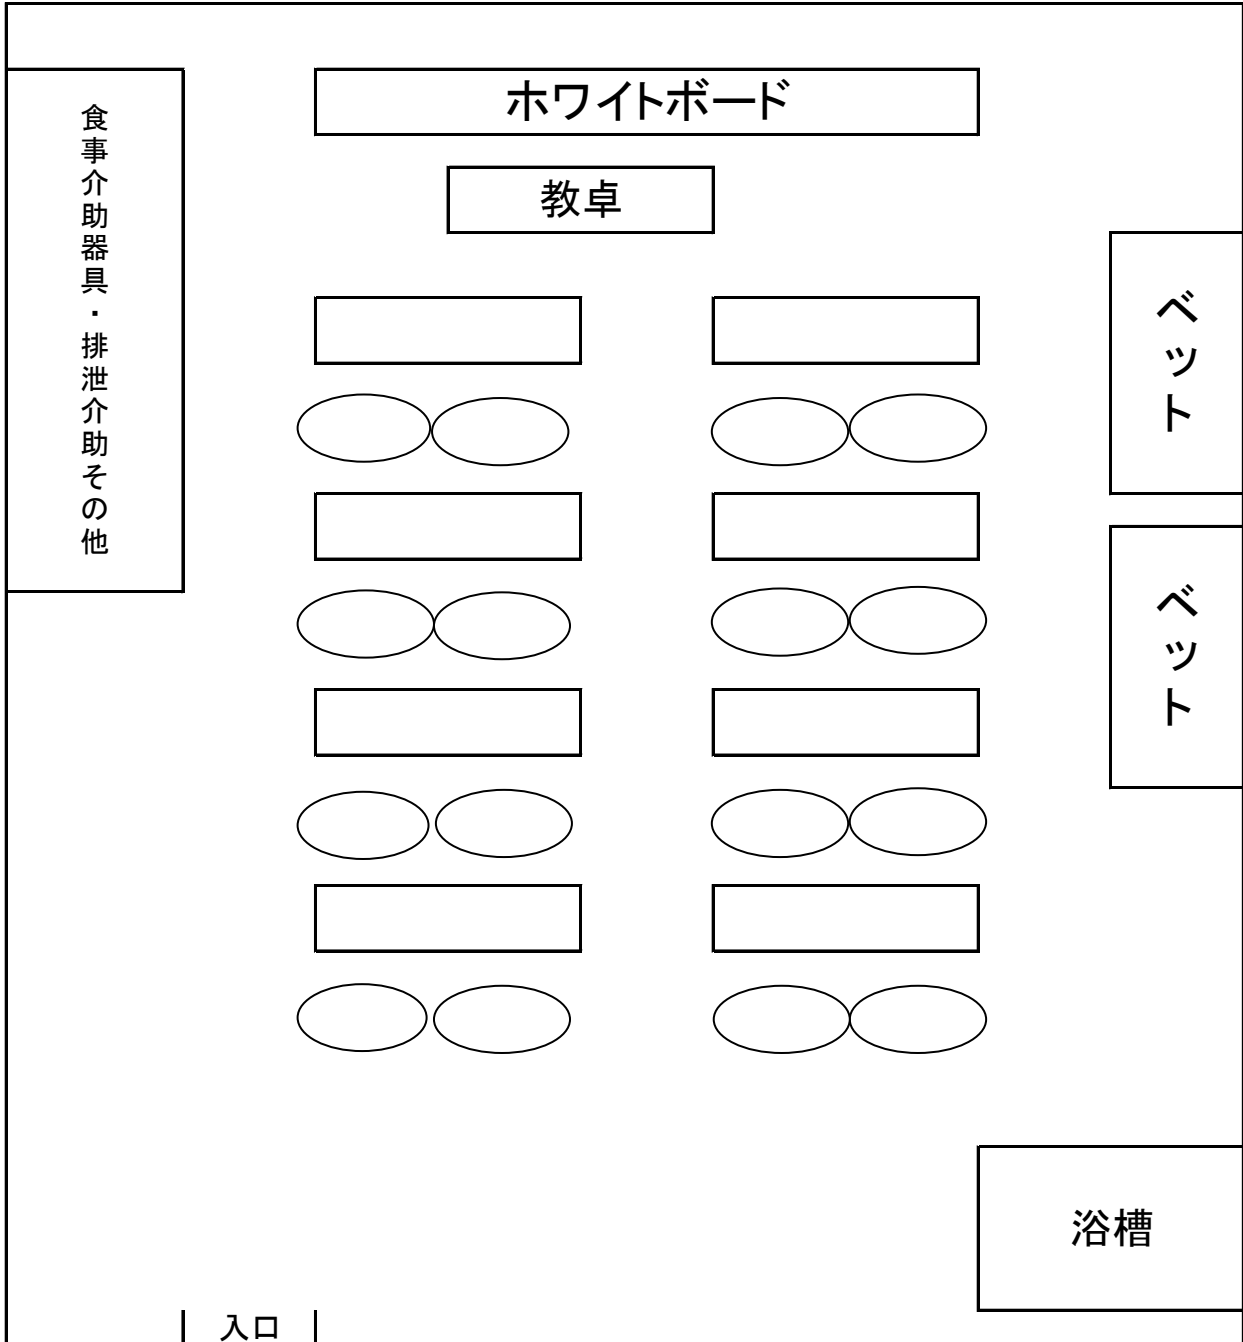 ホワイトボード
教卓
食事介助器具・排泄介助その他
ベット
ベット
浴槽
入口